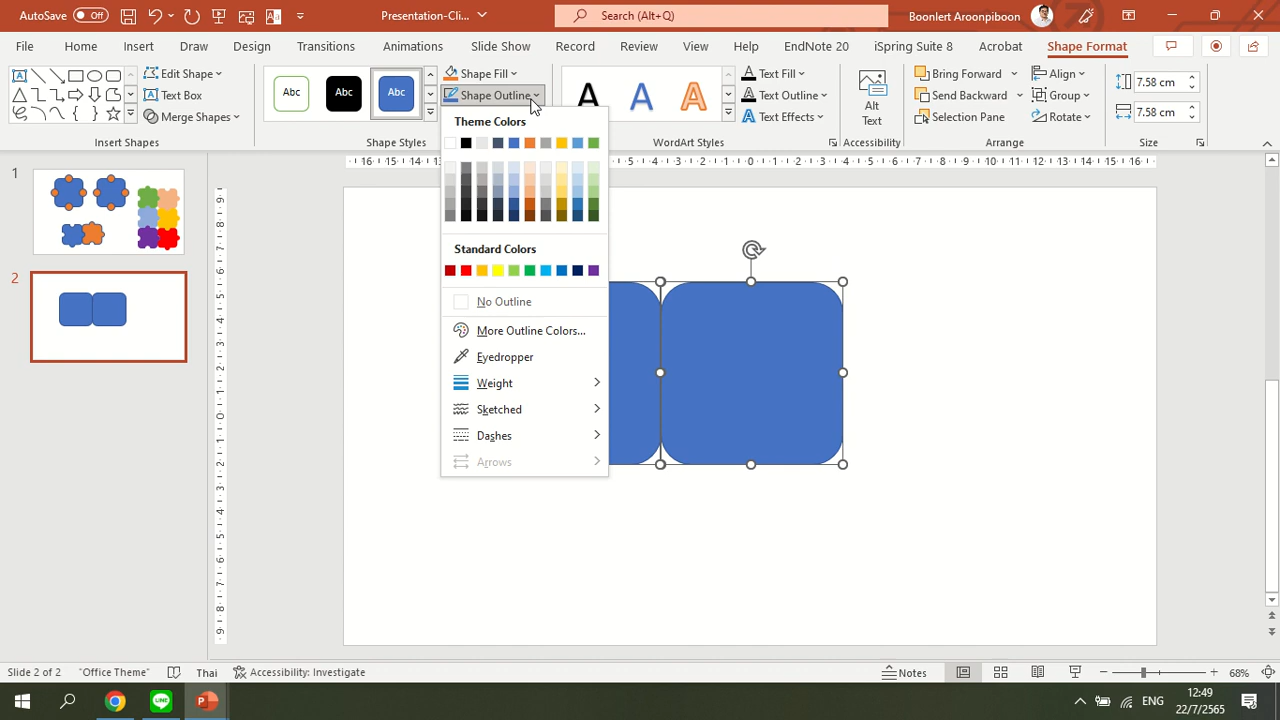 AutoSave Off Presentation-Cli... Search (Alt+Q) Boonlert Aroonpiboon
File Home Insert Draw Design Transitions Animations Slide Show Record Review View Help EndNote 20 iSpring Suite 8 Acrobat Shape Format
Edit Shape
Text Box
Merge Shapes
Insert Shapes
Abc Abc Abc
Shape Fill
Shape Outline
Shape Styles
A A A
Text Fill
Text Outline
Text Effects
WordArt Styles
Alt
Text
Accessibility
Bring Forward
Send Backward
Selection Pane
Align
Group
Rotate
Arrange
7.58 cm
7.58 cm
Size
Theme Colors
Standard Colors
No Outline
More Outline Colors...
Eyedropper
Weight
Sketched
Dashes
Arrows
1
2
Slide 2 of 2 "Office Theme" Thai Accessibility: Investigate Notes 68%
ENG
12:49
22/7/2565